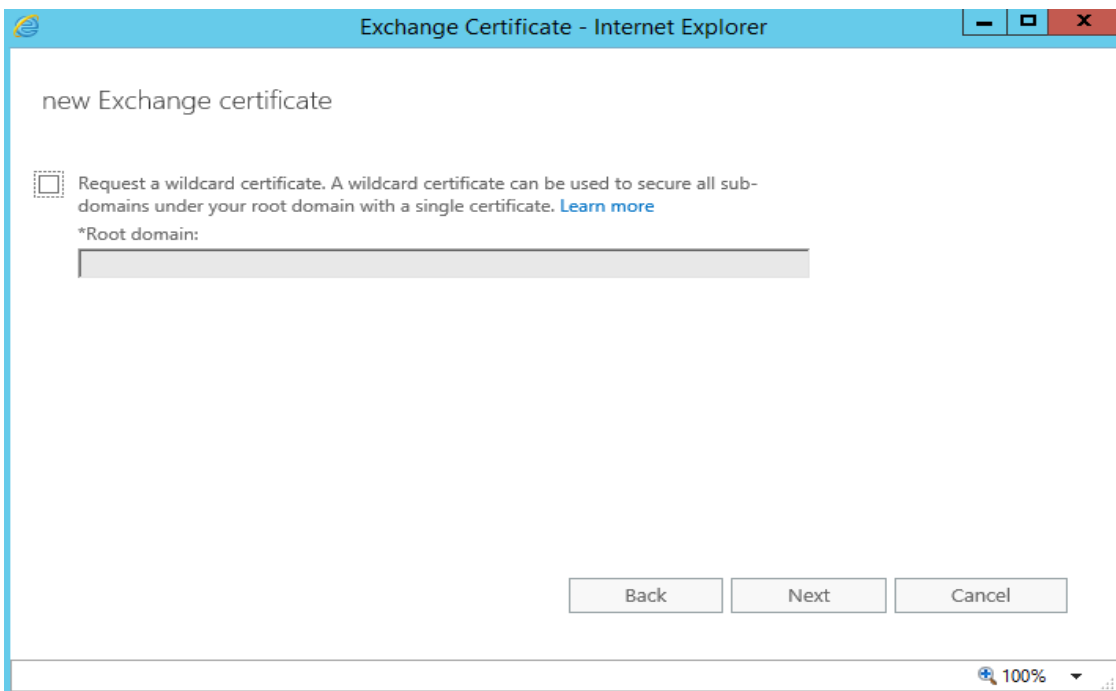 Exchange Certificate - Internet Explorer
new Exchange certificate
Request a wildcard certificate. A wildcard certificate can be used to secure all sub-
domains under your root domain with a single certificate. Learn more
*Root domain:
Back Next Cancel
100%